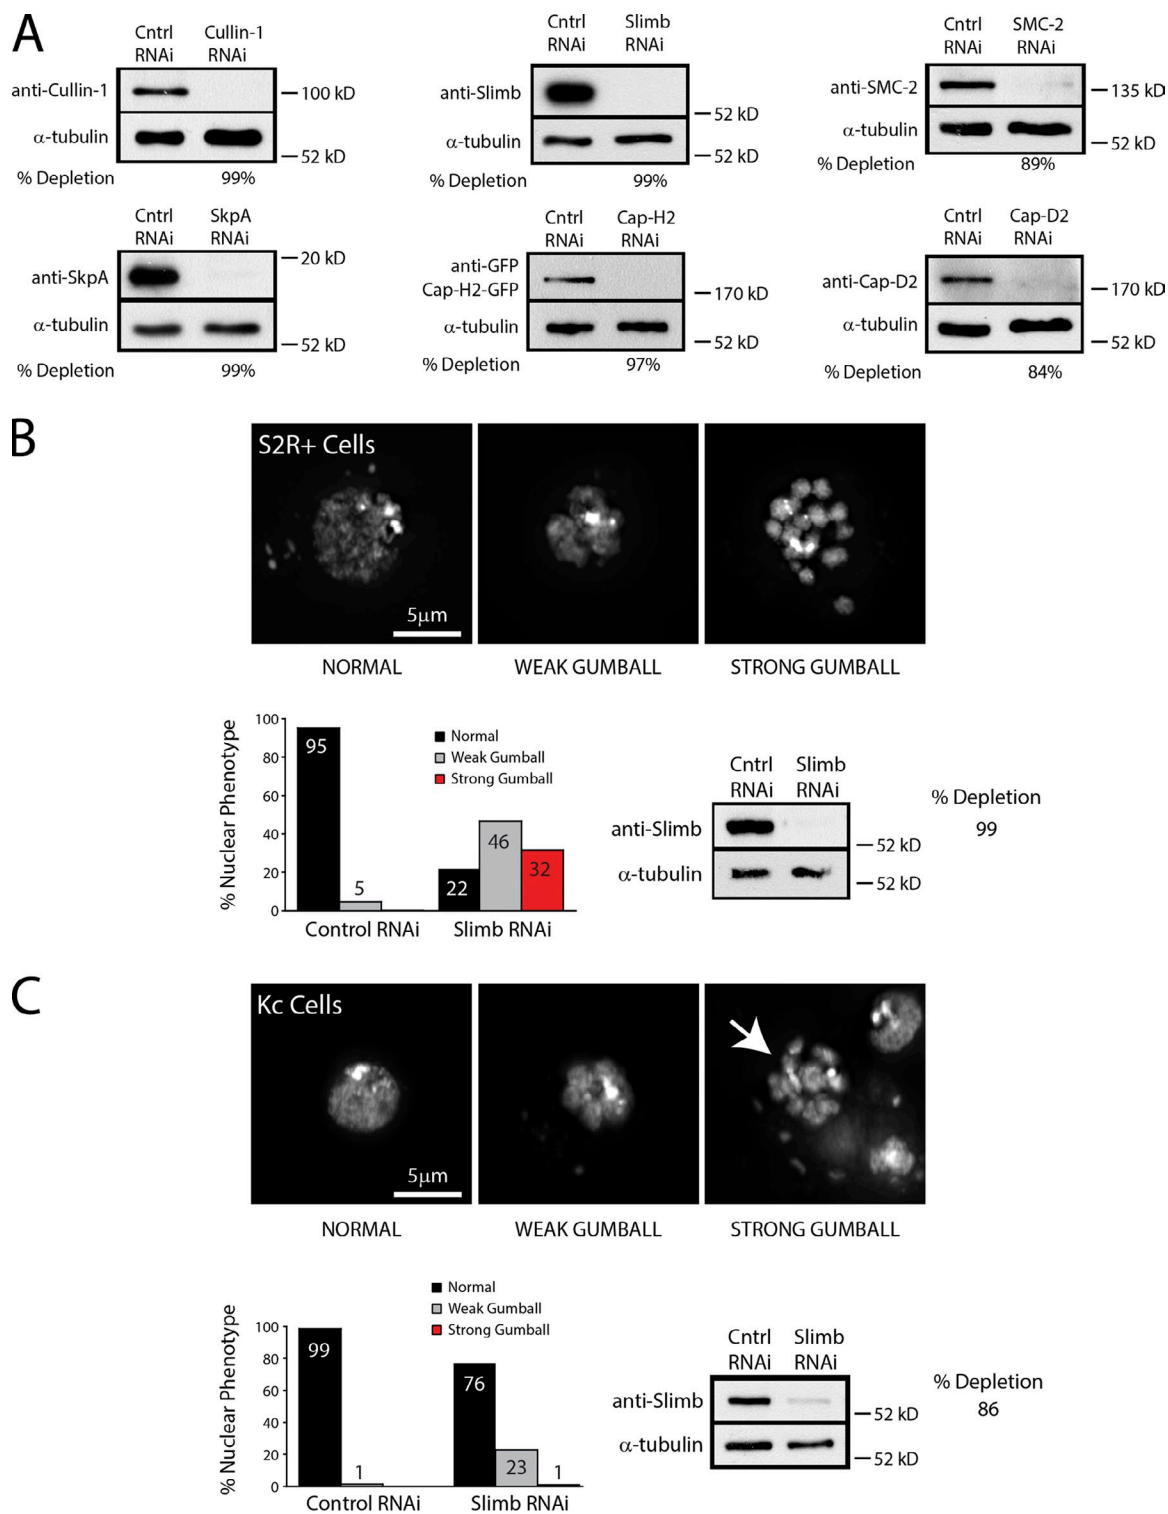 A
Cntrl RNAi
Cullin-1 RNAi
anti-Cullin-1
100 kD
α-tubulin
52 kD
% Depletion
99%
Cntrl RNAi
Slimb RNAi
anti-Slimb
52 kD
α-tubulin
52 kD
% Depletion
99%
Cntrl RNAi
SMC-2 RNAi
anti-SMC-2
135 kD
α-tubulin
52 kD
% Depletion
89%
Cntrl RNAi
SkpA RNAi
20 kD
anti-SkpA
α-tubulin
52 kD
% Depletion
99%
Cntrl RNAi
Cap-H2 RNAi
anti-GFP
Cap-H2-GFP
170 kD
α-tubulin
52 kD
% Depletion
97%
Cntrl RNAi
Cap-D2 RNAi
anti-Cap-D2
170 kD
α-tubulin
52 kD
% Depletion
84%
B
S2R+ Cells
5μm
NORMAL
WEAK GUMBALL
STRONG GUMBALL
% Nuclear Phenotype
100
80
60
40
20
0
95
5
22
46
32
Normal
Weak Gumball
Strong Gumball
Control RNAi
Slimb RNAi
Cntrl RNAi
Slimb RNAi
anti-Slimb
52 kD
α-tubulin
52 kD
% Depletion
99
C
Kc Cells
5μm
NORMAL
WEAK GUMBALL
STRONG GUMBALL
Normal
Weak Gumball
Strong Gumball
% Nuclear Phenotype
100
80
60
40
20
0
99
1
76
23
1
Control RNAi
Slimb RNAi
Cntrl RNAi
Slimb RNAi
anti-Slimb
52 kD
α-tubulin
52 kD
% Depletion
86